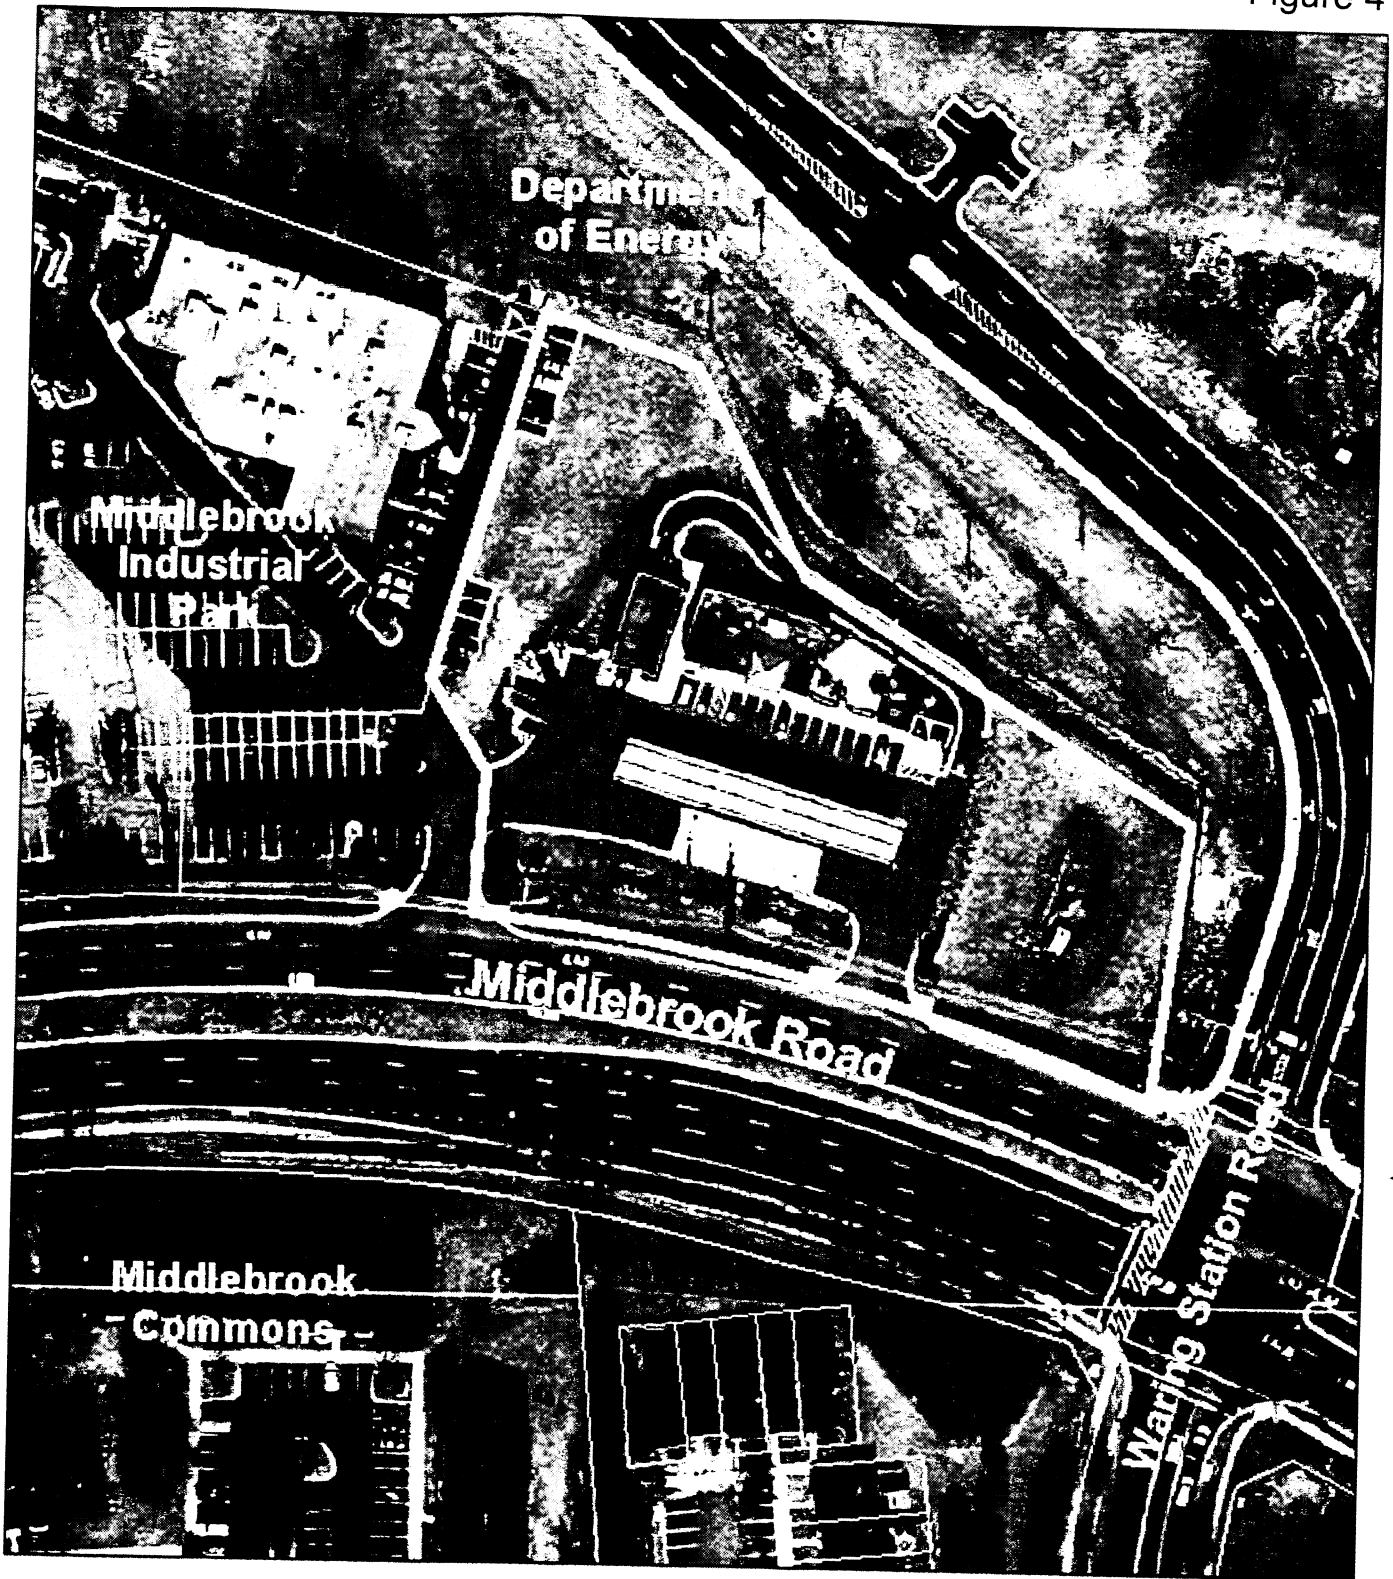 Figure 4
Department
of Energy
Middlebrook
Industrial
Park
Middlebrook Road
Waring Station Road
Middlebrook
Commons